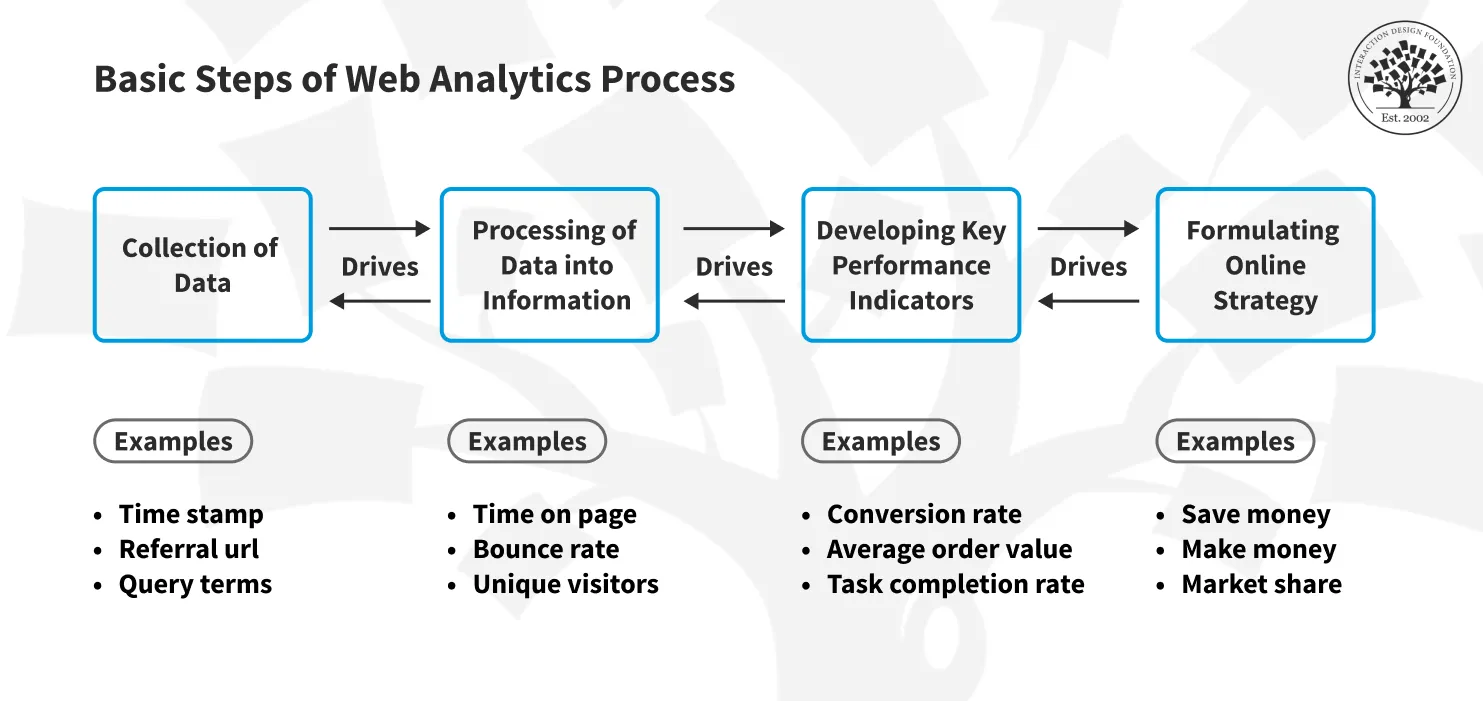 Basic Steps of Web Analytics Process
INTERACTION DESIGN FOUNDATION
Est. 2002
Collection of
Data
Drives
Processing of
Data into
Information
Drives
Developing Key
Performance
Indicators
Drives
Formulating
Online
Strategy
Examples
• Time stamp
• Referral url
• Query terms
Examples
• Time on page
• Bounce rate
• Unique visitors
Examples
• Conversion rate
• Average order value
• Task completion rate
Examples
• Save money
• Make money
• Market share